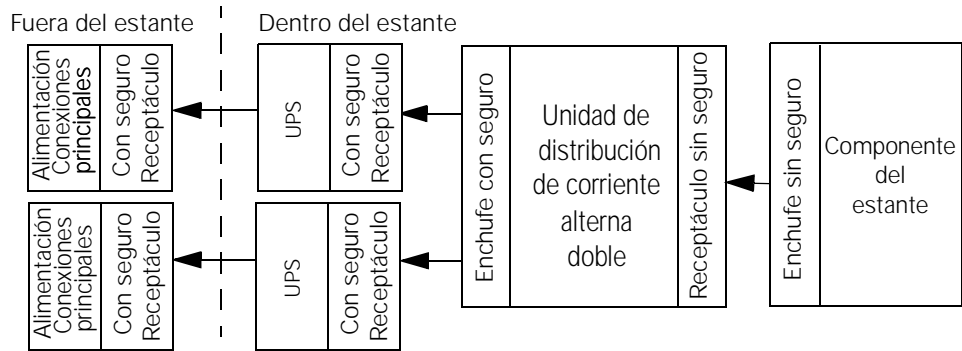 Fuera del estante
Dentro del estante
Alimentación
Conexiones
principales
Con seguro
Receptáculo
UPS
Con seguro
Receptáculo
Enchufe con seguro
Unidad de
distribución
de corriente
alterna
doble
Receptáculo sin seguro
Enchufe sin seguro
Componente
del
estante
Alimentación
Conexiones
principales
Con seguro
Receptáculo
UPS
Con seguro
Receptáculo